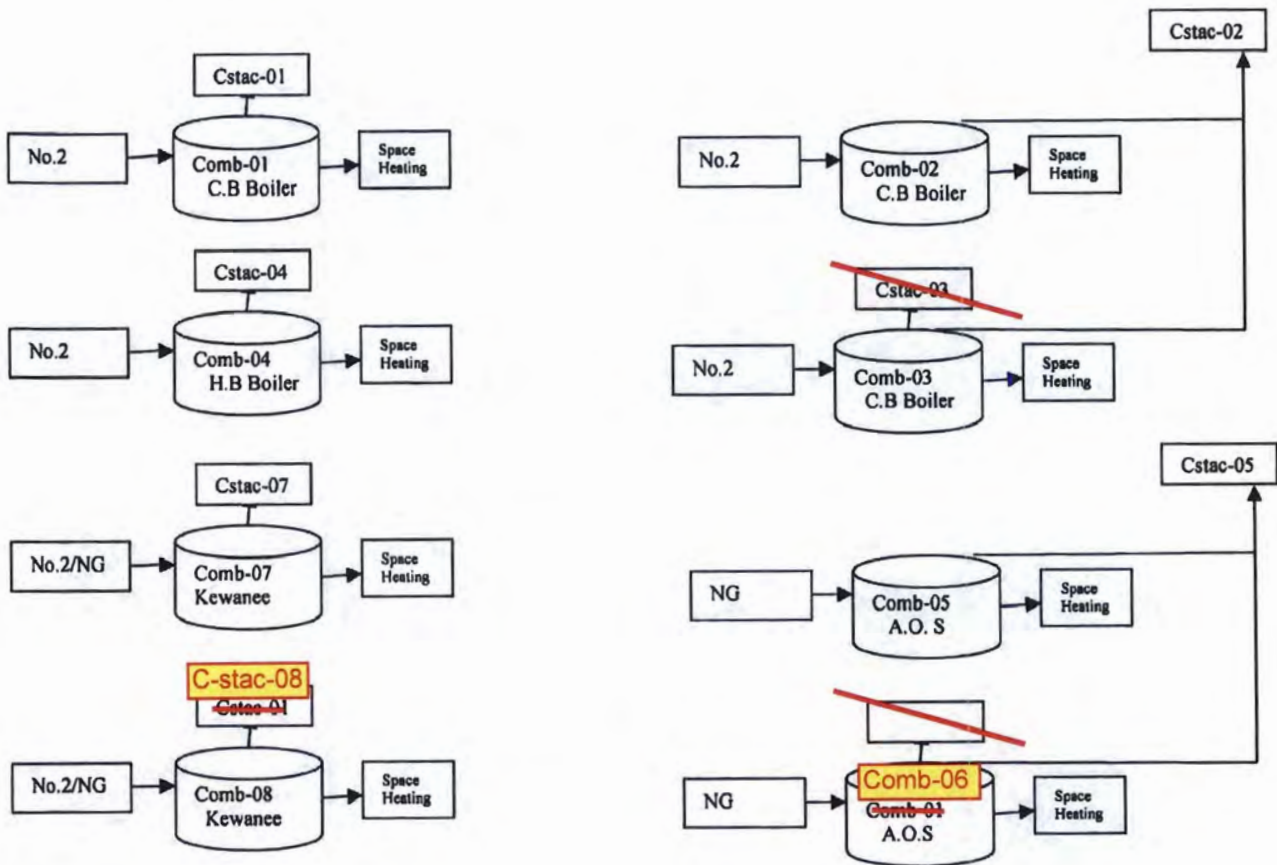 Cstac-01
No.2
Comb-01
C.B Boiler
Space
Heating
Cstac-04
No.2
Comb-04
H.B Boiler
Space
Heating
Cstac-07
No.2/NG
Comb-07
Kewanee
Space
Heating
C-stac-08
Cstac-01
No.2/NG
Comb-08
Kewanee
Space
Heating
Cstac-02
No.2
Comb-02
C.B Boiler
Space
Heating
Cstac-03
No.2
Comb-03
C.B Boiler
Space
Heating
Cstac-05
NG
Comb-05
A.O. S
Space
Heating
Comb-06
NG
Comb-01
A.O.S
Space
Heating